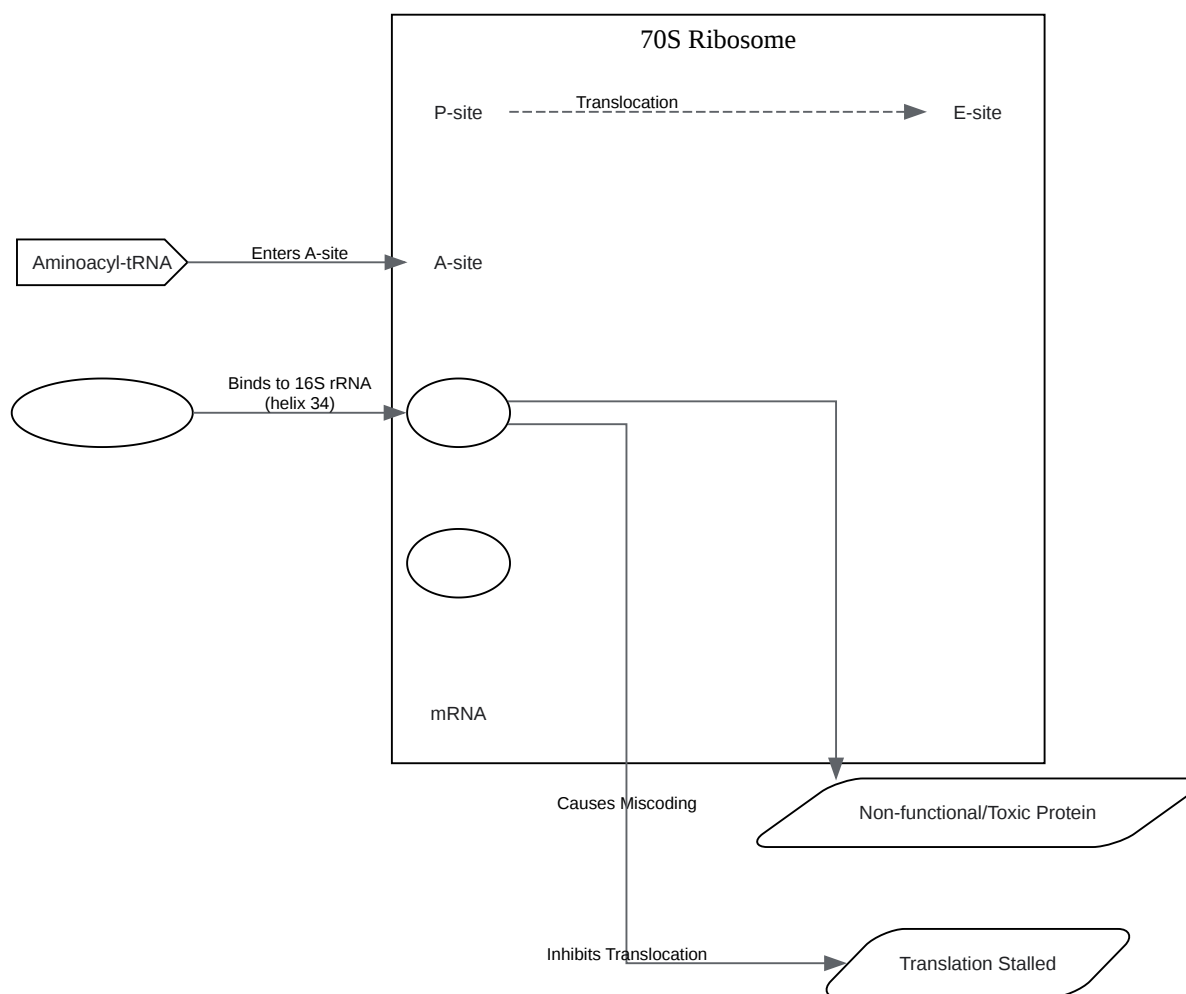 70S Ribosome
P-site
Translocation
E-site
Aminoacyl-tRNA
Enters A-site
A-site
Binds to 16S rRNA
(helix 34)
mRNA
Causes Miscoding
Non-functional/Toxic Protein
Inhibits Translocation
Translation Stalled